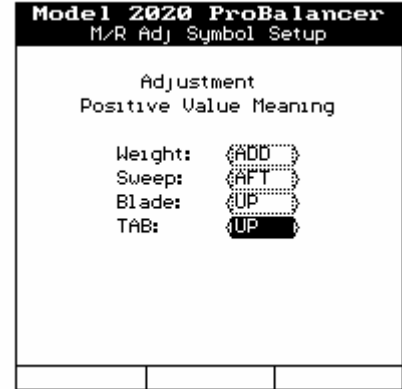 Model 2020 ProBalancer
M/R Adj Symbol Setup
Adjustment
Positive Value Meaning
Weight: ⟨ADD ⟩
Sweep: ⟨AFT ⟩
Blade: ⟨UP ⟩
TAB: ⟨UP ⟩